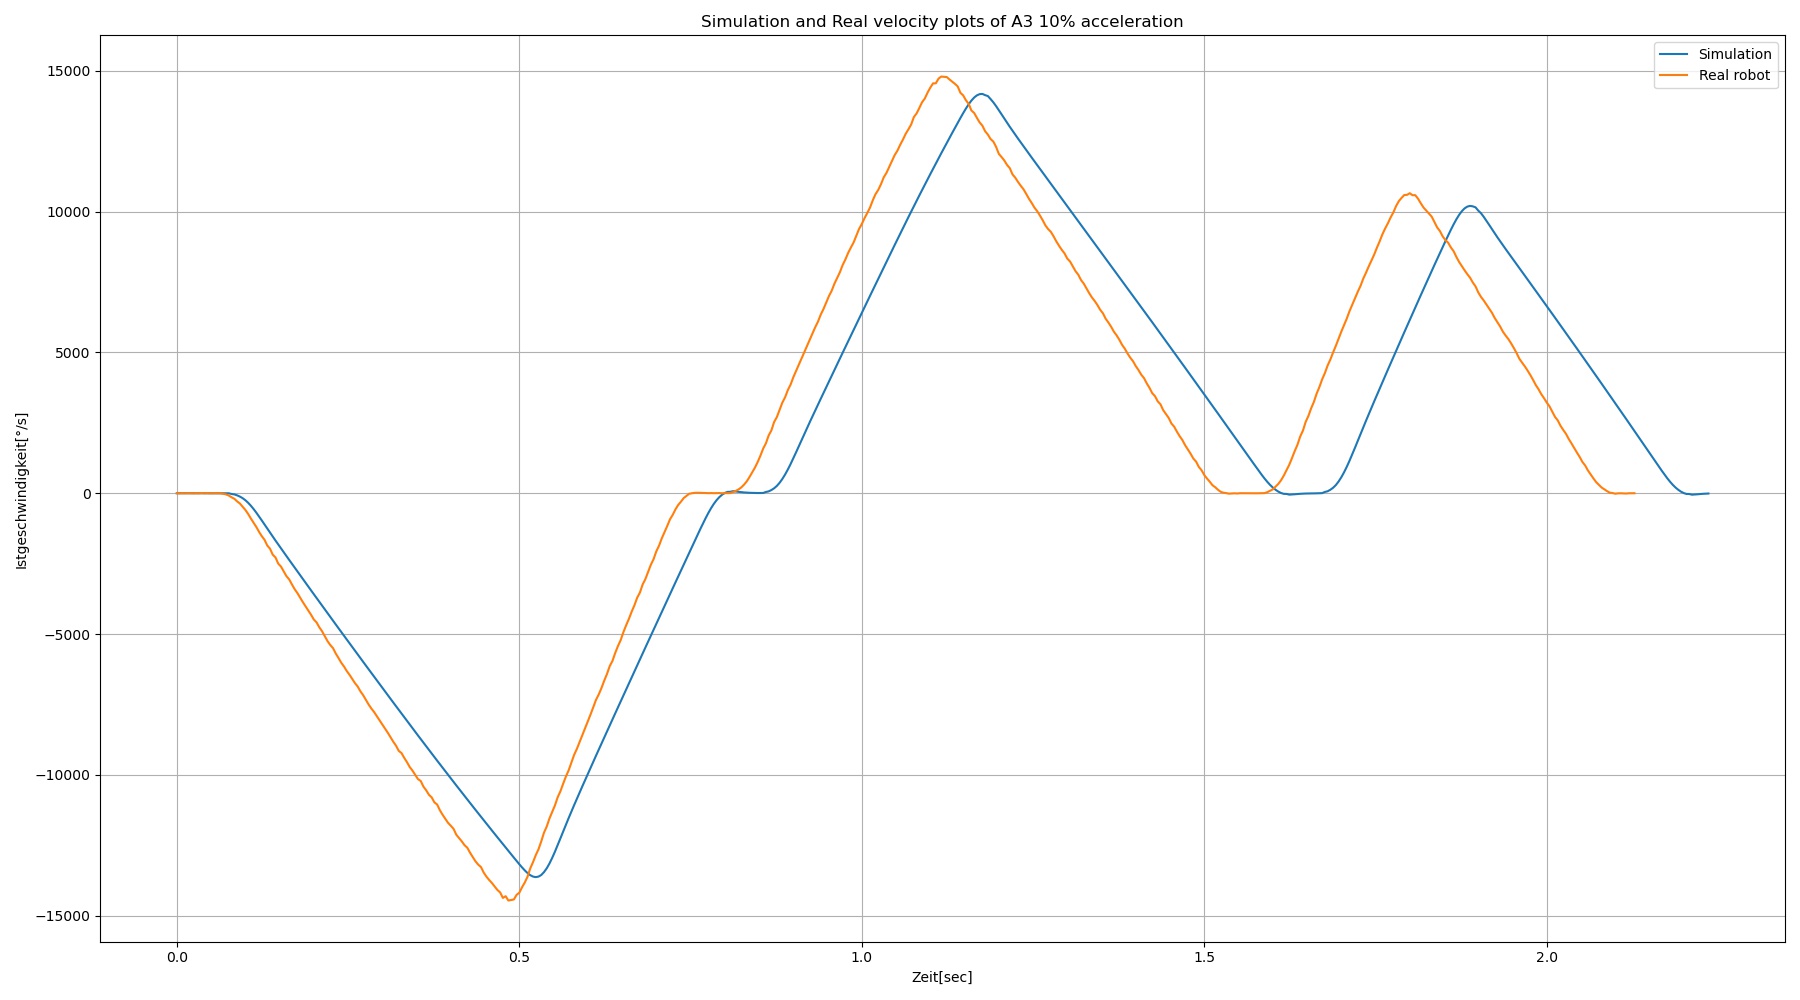 Simulation and Real velocity plots of A3 10% acceleration
Simulation
Real robot
15000
10000
5000
0
−5000
−10000
−15000
Istgeschwindigkeit[°/s]
0.0 0.5 1.0 1.5 2.0
Zeit[sec]